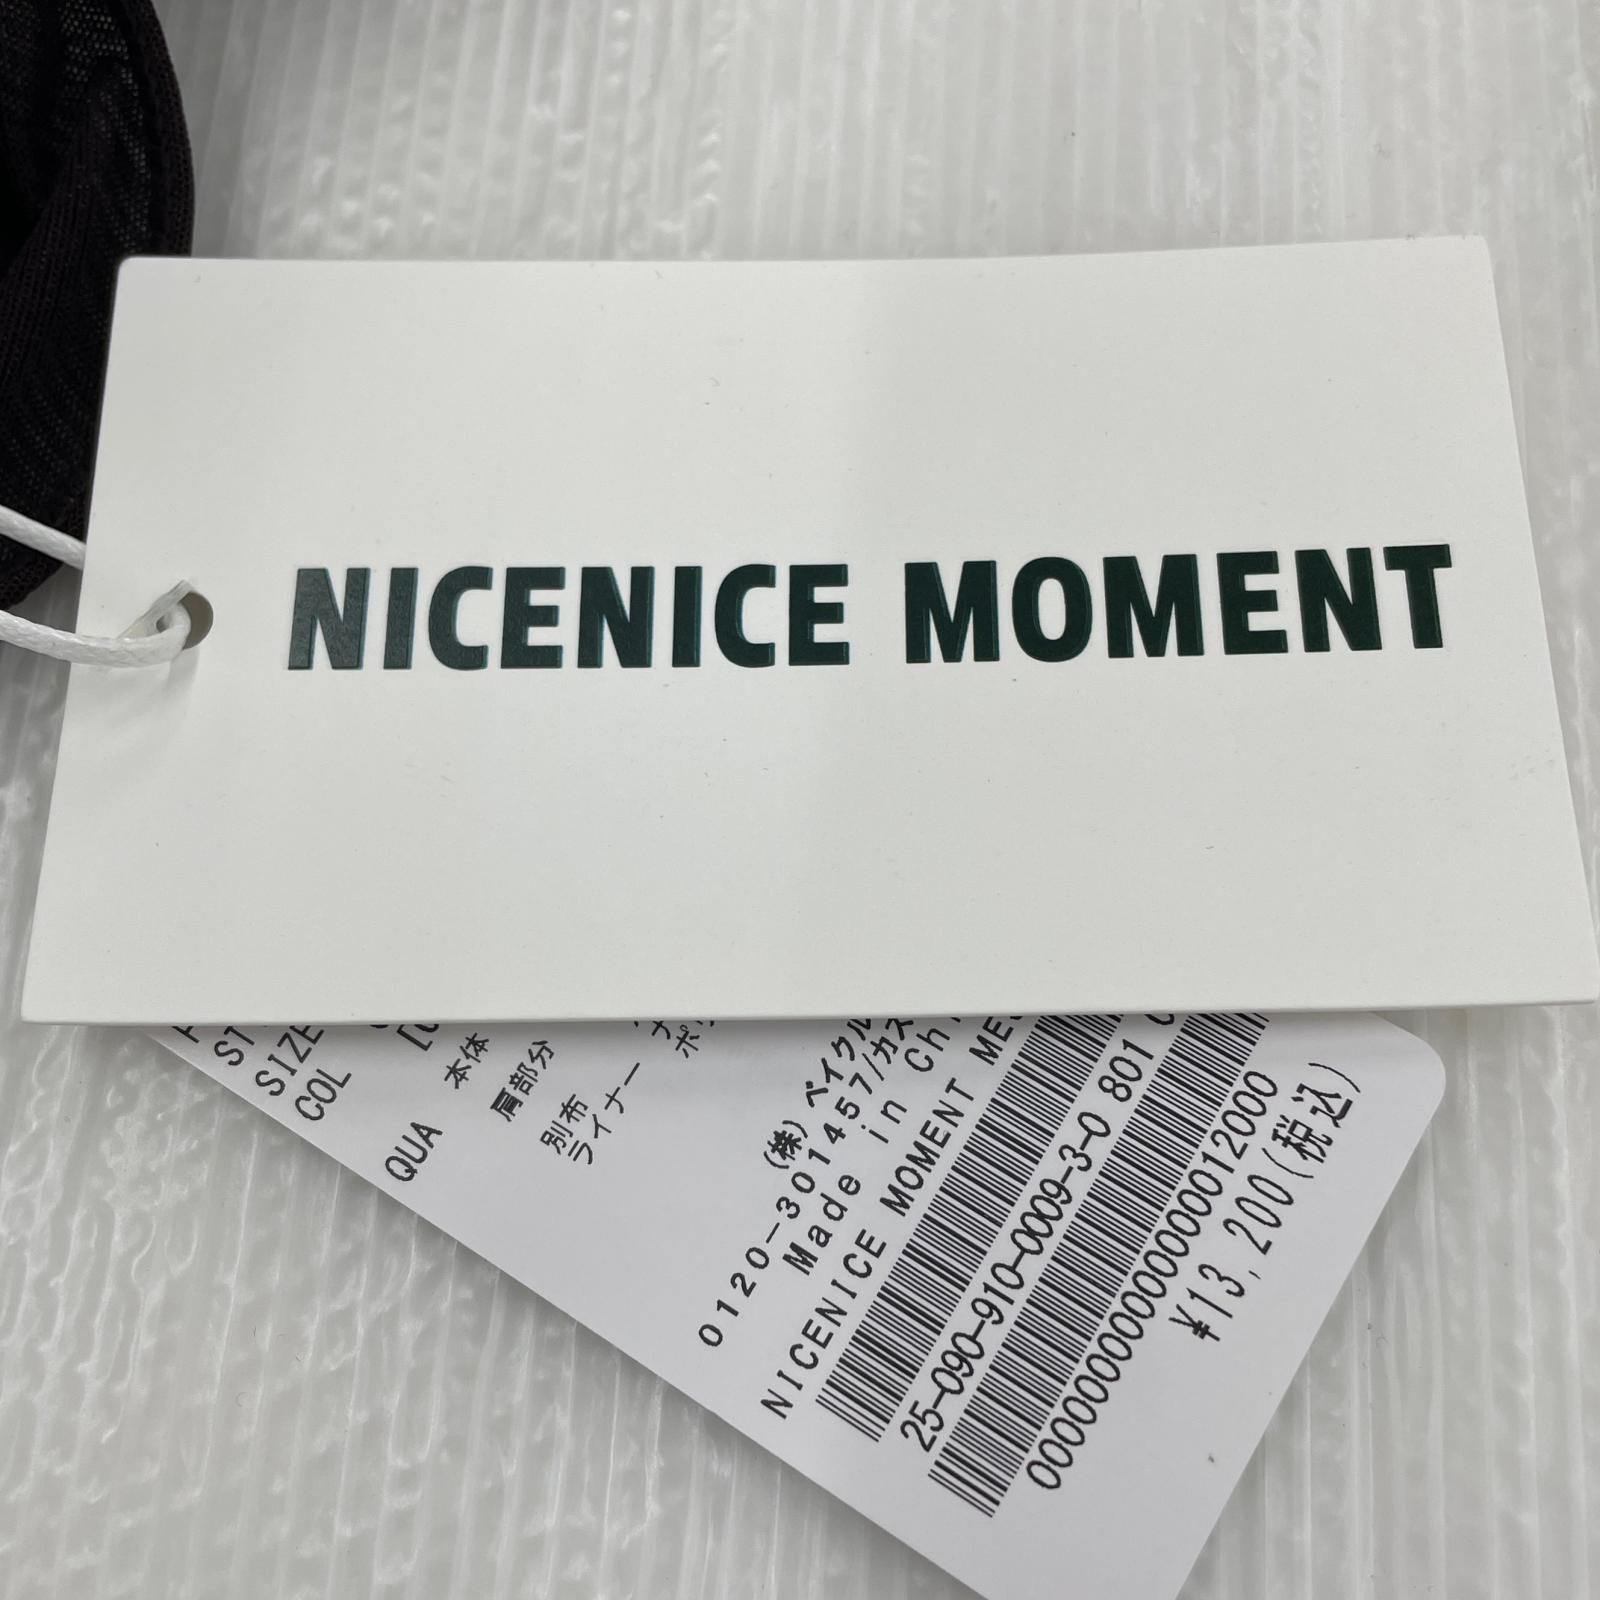 NICENICE MOMENT
SIZE
COL
QUA
本体
肩部分
別布
ライナー
(株) ベイクル
0120-301457/カス
Made in Ch
NICENICE MOMENT
25-090-910-0009-3-0 801
¥13,200(税込)